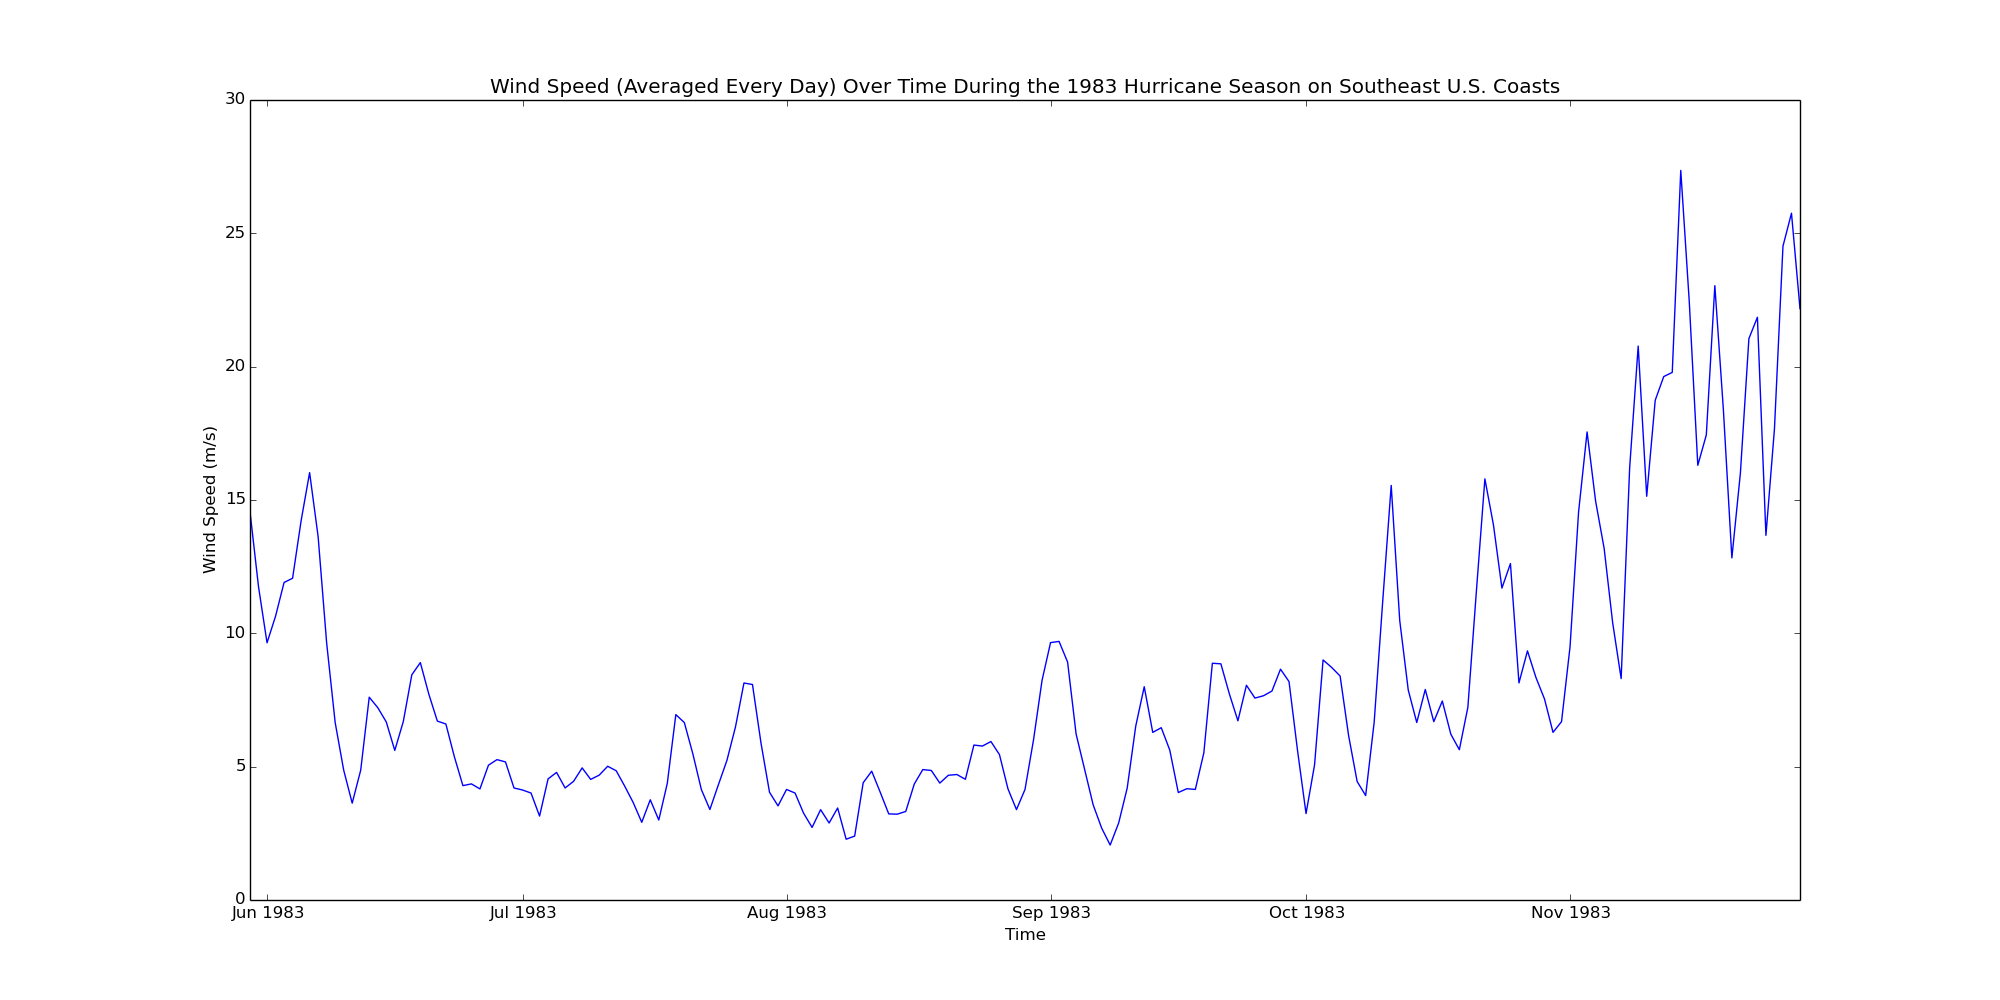 Wind Speed (Averaged Every Day) Over Time During the 1983 Hurricane Season on Southeast U.S. Coasts
30
25
20
15
10
5
0
Wind Speed (m/s)
Jun 1983
Jul 1983
Aug 1983
Sep 1983
Oct 1983
Nov 1983
Time